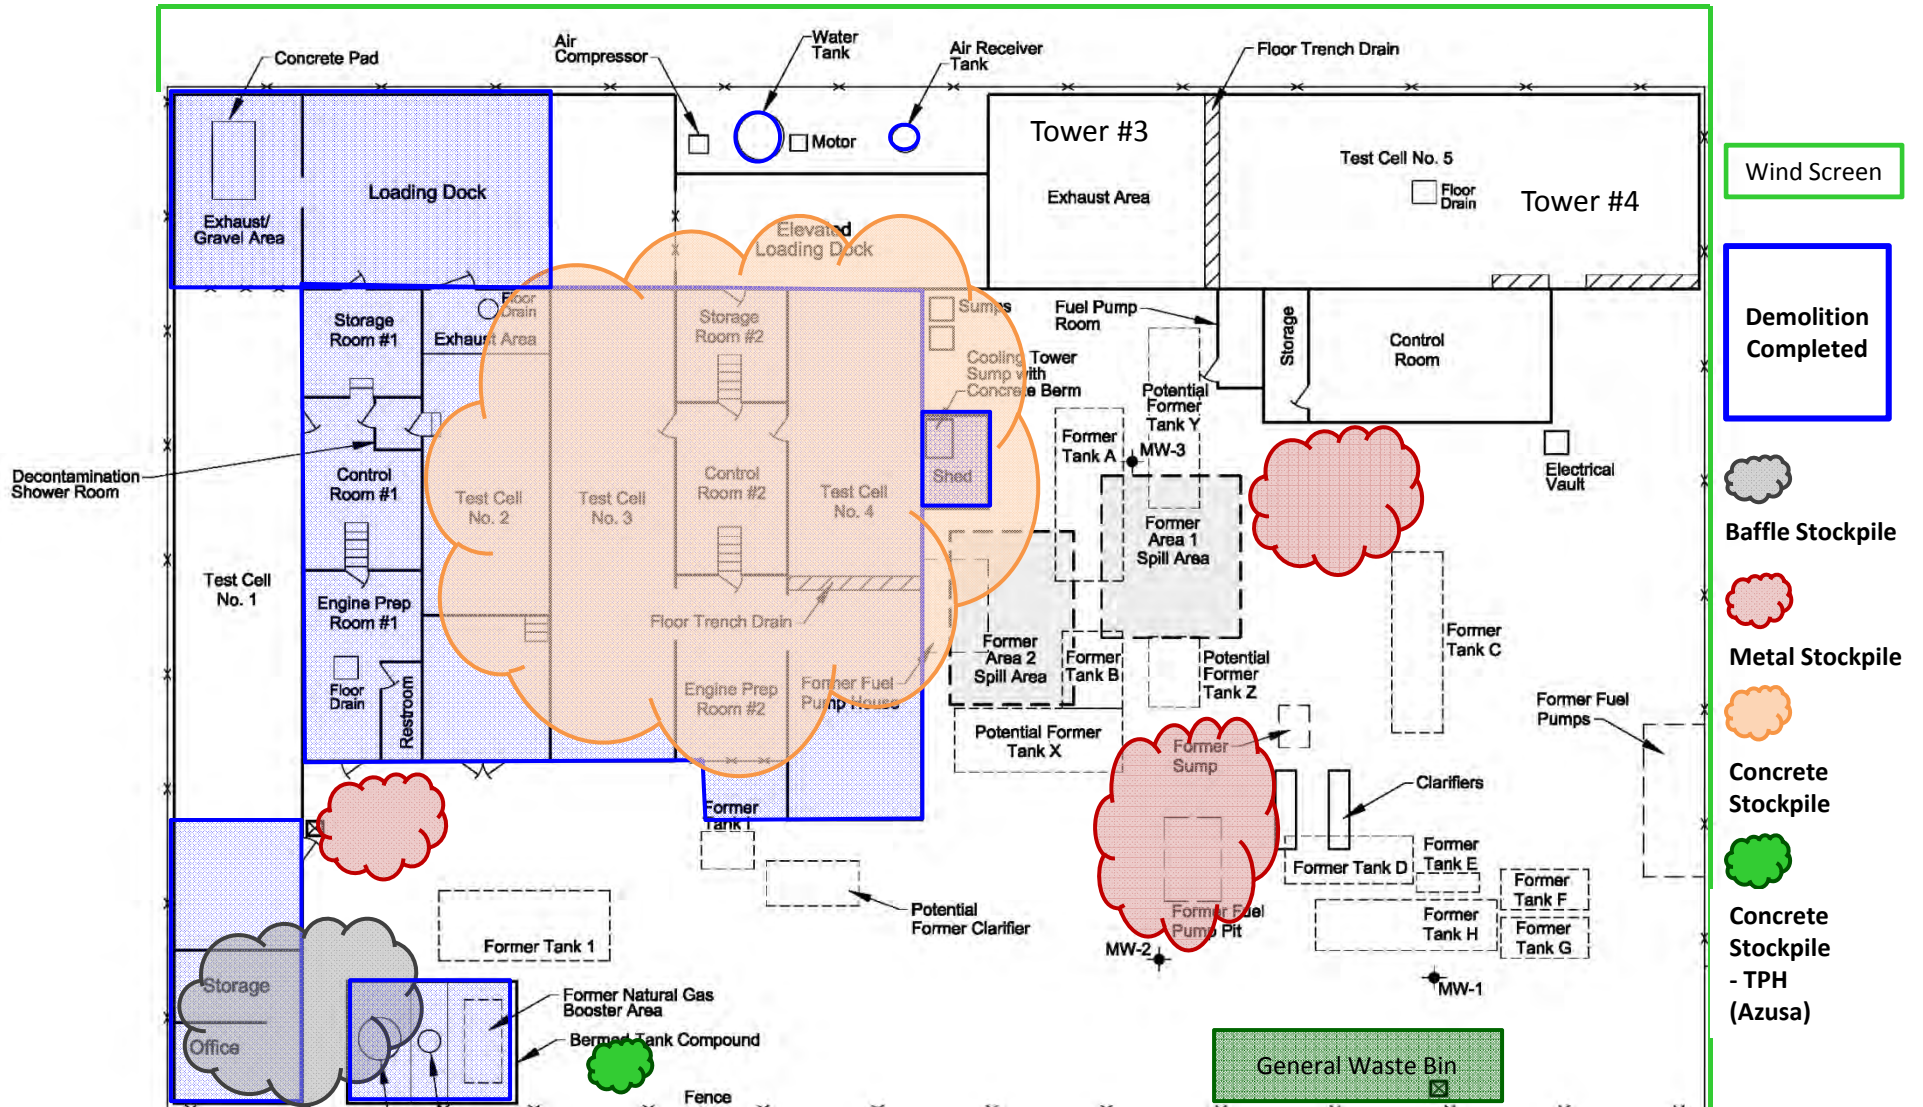 Concrete Pad
Air
Compressor
Water
Tank
Air Receiver
Tank
Floor Trench Drain
Motor
Tower #3
Test Cell No. 5
Floor
Drain
Tower #4
Exhaust Area
Loading Dock
Exhaust/
Gravel Area
Elevated
Loading Dock
Wind Screen
Demolition
Completed
Floor
Drain
Storage
Room #1
Exhaust Area
Storage
Room #2
Sumps
Cooling Tower
Sump with
Concrete Berm
Fuel Pump
Room
Storage
Control
Room
Potential
Former
Tank Y
Former
Tank A
MW-3
Decontamination
Shower Room
Control
Room #1
Test Cell
No. 2
Test Cell
No. 3
Control
Room #2
Test Cell
No. 4
Shed
Electrical
Vault
Former
Area 1
Spill Area
Baffle Stockpile
Test Cell
No. 1
Engine Prep
Room #1
Floor Trench Drain
Former
Area 2
Spill Area
Former
Tank B
Potential
Former
Tank Z
Former
Tank C
Metal Stockpile
Floor
Drain
Restroom
Engine Prep
Room #2
Former Fuel
Pump House
Former Fuel
Pumps
Potential Former
Tank X
Former
Sump
Concrete
Stockpile
Clarifiers
Former
Tank I
Former Tank D
Former
Tank E
Former
Tank F
Former
Tank H
Former
Tank G
Potential
Former Clarifier
Former Fuel
Pump Pit
MW-2
MW-1
Concrete
Stockpile
- TPH
(Azusa)
Former Tank 1
Storage
Office
Former Natural Gas
Booster Area
Bermed Tank Compound
General Waste Bin
Fence